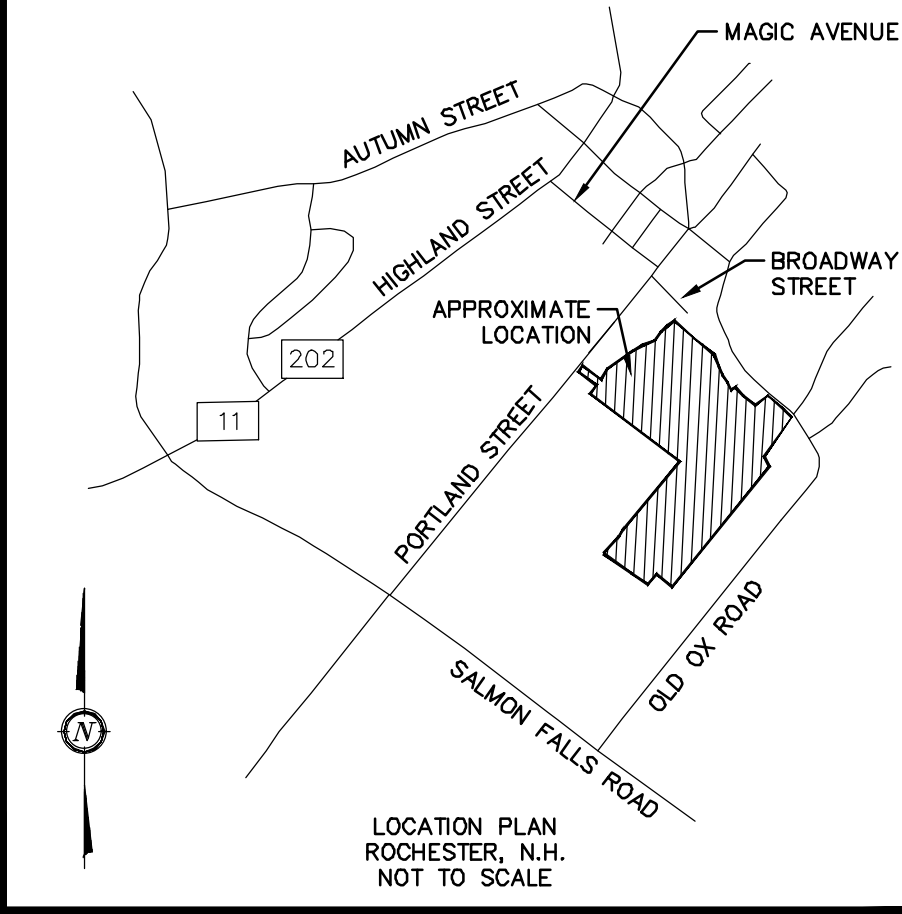 MAGIC AVENUE
AUTUMN STREET
HIGHLAND STREET
BROADWAY
STREET
APPROXIMATE
LOCATION
202
11
PORTLAND STREET
OLD OX ROAD
SALMON FALLS ROAD
N
LOCATION PLAN
ROCHESTER, N.H.
NOT TO SCALE